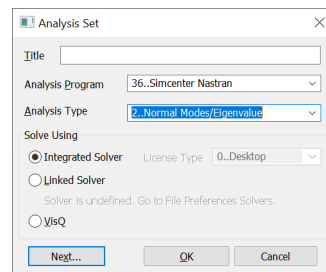 Analysis Set
Title
Analysis Program 36..Simcenter Nastran
Analysis Type 2..Normal Modes/Eigenvalue
Solve Using
Integrated Solver License Type 0..Desktop
Linked Solver
Solver is undefined. Go to File Preferences Solvers.
VisQ
Next... OK Cancel